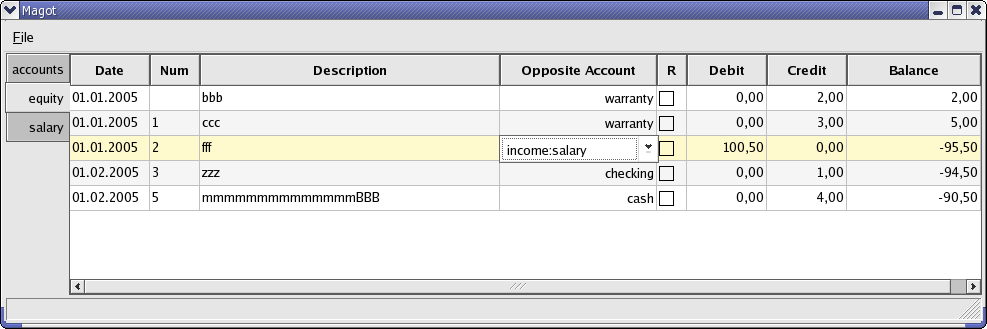 Magot
File
accounts
equity
salary
Date Num Description Opposite Account R Debit Credit Balance
01.01.2005 bbb warranty 0,00 2,00 2,00
01.01.2005 1 ccc warranty 0,00 3,00 5,00
01.01.2005 2 fff income:salary 100,50 0,00 -95,50
01.02.2005 3 zzz checking 0,00 1,00 -94,50
01.02.2005 5 mmmmmmmmmmmmmmBBB cash 0,00 4,00 -90,50